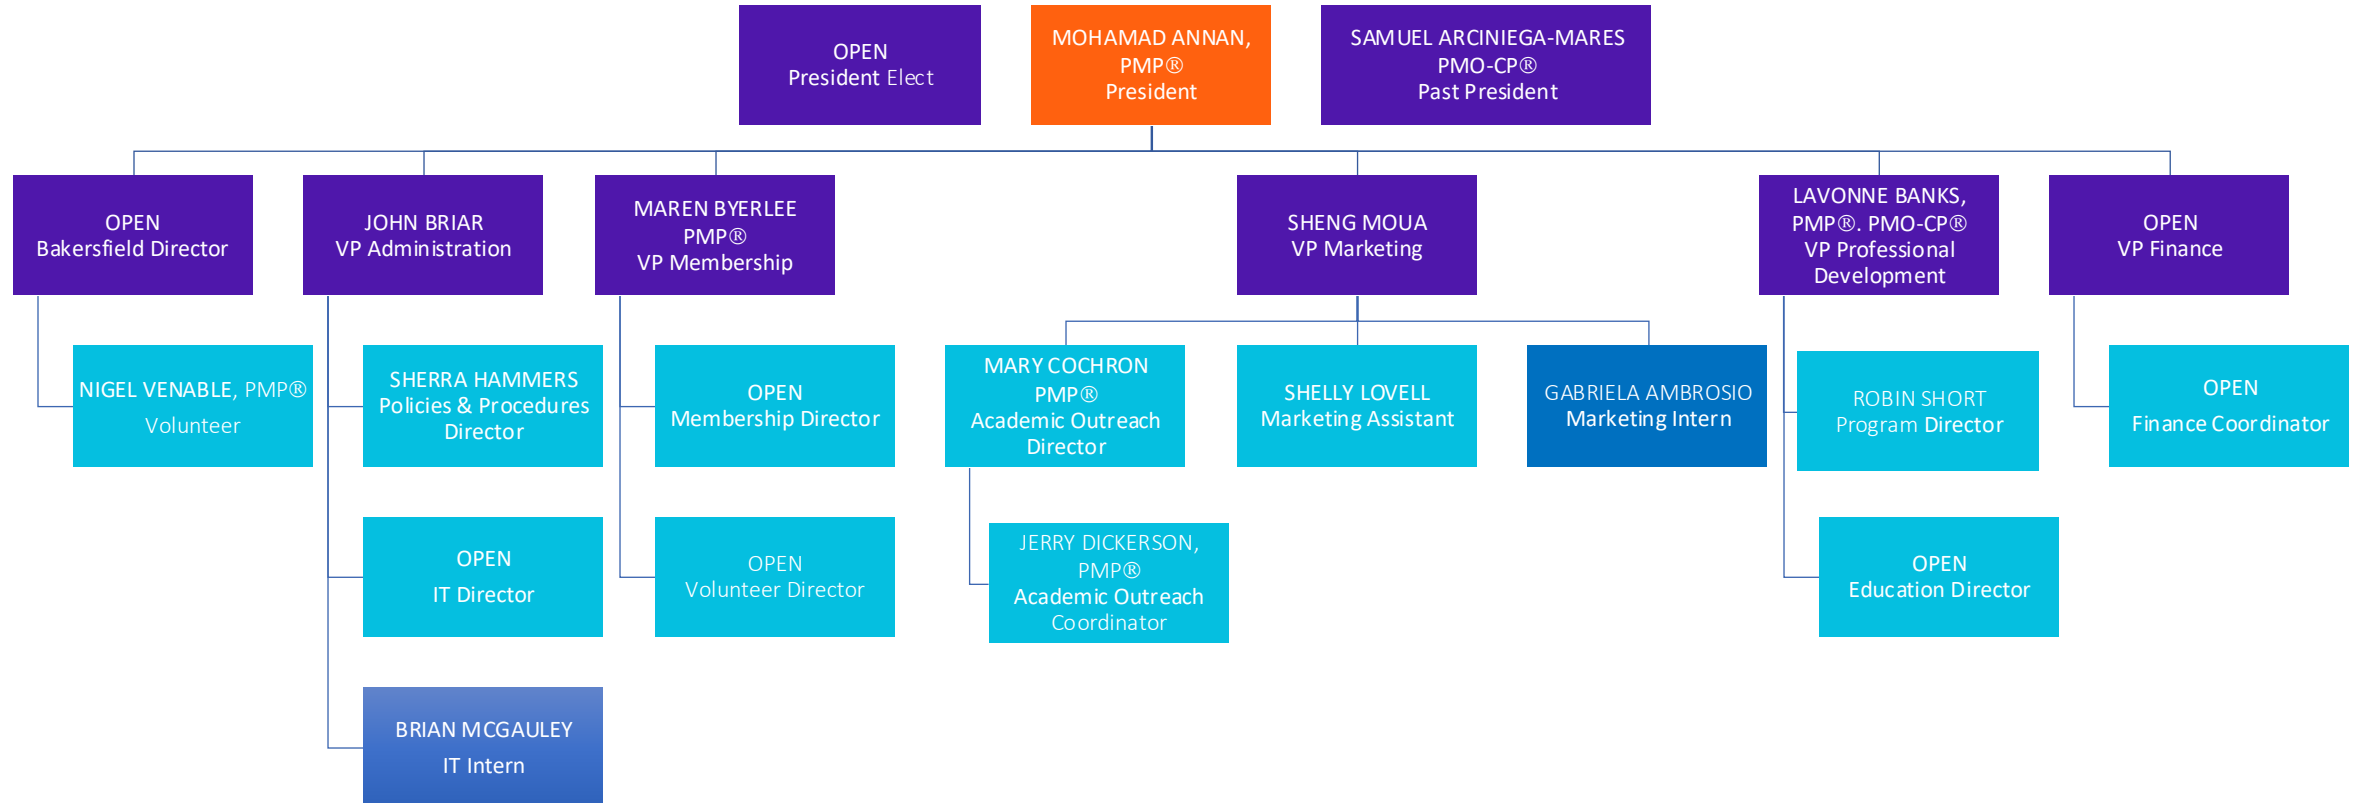 OPEN
President Elect
MOHAMAD ANNAN,
PMP®
President
SAMUEL ARCINIEGA-MARES
PMO-CP®
Past President
OPEN
Bakersfield Director
JOHN BRIAR
VP Administration
MAREN BYERLEE
PMP®
VP Membership
SHENG MOUA
VP Marketing
LAVONNE BANKS,
PMP®. PMO-CP®
VP Professional
Development
OPEN
VP Finance
NIGEL VENABLE, PMP®
Volunteer
SHERRA HAMMERS
Policies & Procedures
Director
OPEN
Membership Director
MARY COCHRON
PMP®
Academic Outreach
Director
SHELLY LOVELL
Marketing Assistant
GABRIELA AMBROSIO
Marketing Intern
ROBIN SHORT
Program Director
OPEN
Finance Coordinator
OPEN
IT Director
OPEN
Volunteer Director
JERRY DICKERSON,
PMP®
Academic Outreach
Coordinator
OPEN
Education Director
BRIAN MCGAULEY
IT Intern